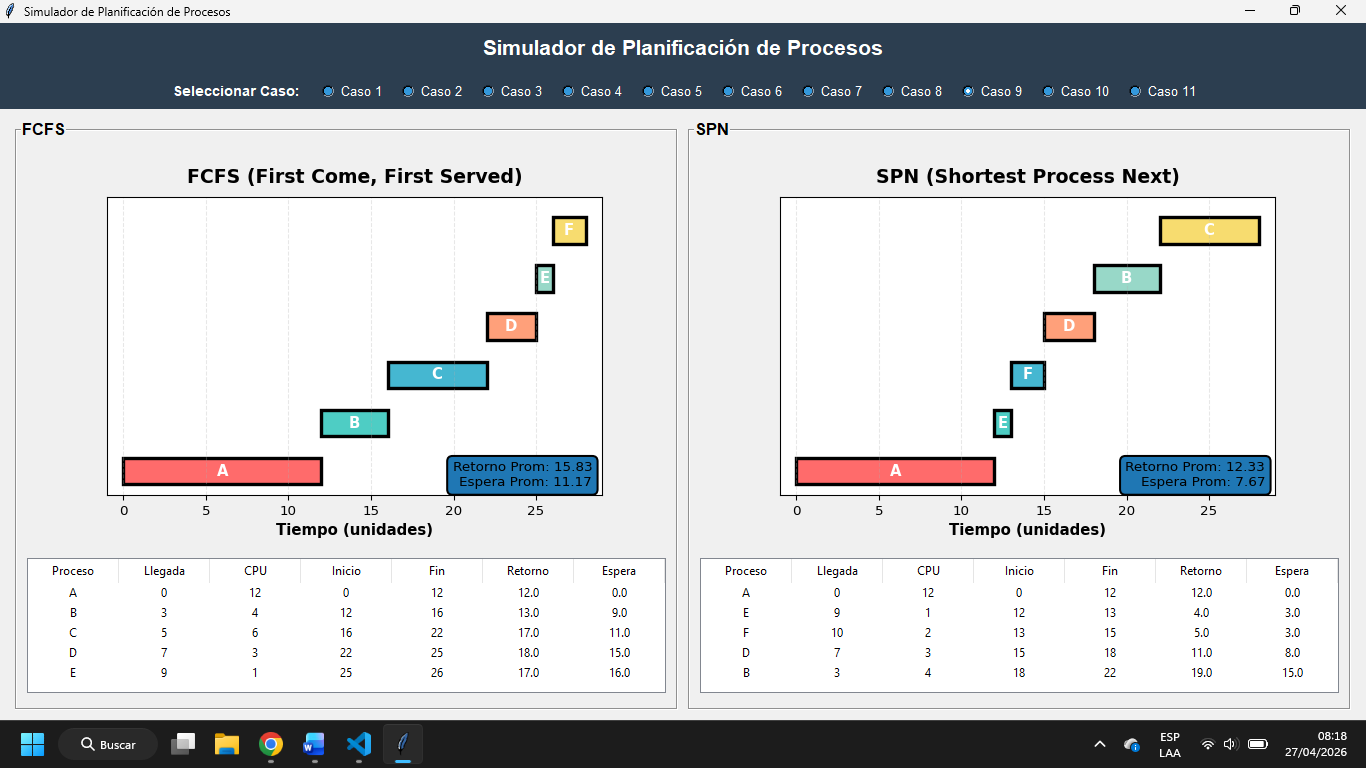 Simulador de Planificación de Procesos
Simulador de Planificación de Procesos
Seleccionar Caso: Caso 1 Caso 2 Caso 3 Caso 4 Caso 5 Caso 6 Caso 7 Caso 8 Caso 9 Caso 10 Caso 11
FCFS
FCFS (First Come, First Served)
F
E
D
C
B
A
Retorno Prom: 15.83
Espera Prom: 11.17
0 5 10 15 20 25
Tiempo (unidades)
Proceso Llegada CPU Inicio Fin Retorno Espera
A 0 12 0 12 12.0 0.0
B 3 4 12 16 13.0 9.0
C 5 6 16 22 17.0 11.0
D 7 3 22 25 18.0 15.0
E 9 1 25 26 17.0 16.0
SPN
SPN (Shortest Process Next)
C
B
D
F
E
A
Retorno Prom: 12.33
Espera Prom: 7.67
0 5 10 15 20 25
Tiempo (unidades)
Proceso Llegada CPU Inicio Fin Retorno Espera
A 0 12 0 12 12.0 0.0
E 9 1 12 13 4.0 3.0
F 10 2 13 15 5.0 3.0
D 7 3 15 18 11.0 8.0
B 3 4 18 22 19.0 15.0
Buscar
ESP
LAA
08:18
27/04/2026